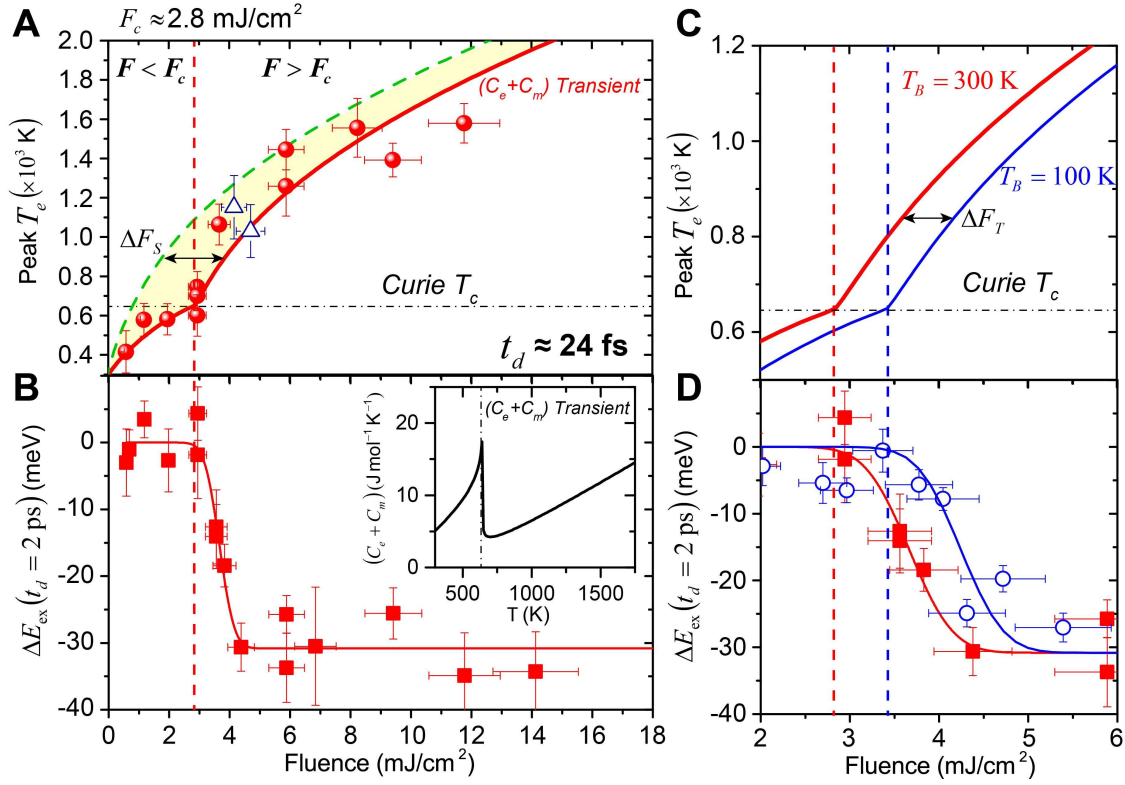 A
F_c ≈ 2.8 mJ/cm²
F < F_c
F > F_c
(C_e+C_m) Transient
ΔF_S
Curie T_c
t_d ≈ 24 fs
Peak T_e (×10³ K)
2.0
1.8
1.6
1.4
1.2
1.0
0.8
0.6
0.4
B
ΔE_ex(t_d = 2 ps) (meV)
0
-10
-20
-30
-40
(C_e+C_m) Transient
(C_e + C_m) (J mol⁻¹ K⁻¹)
20
10
0
500 1000 1500
T (K)
0 2 4 6 8 10 12 14 16 18
Fluence (mJ/cm²)
C
T_B = 300 K
T_B = 100 K
ΔF_T
Curie T_c
Peak T_e (×10³ K)
1.2
1.0
0.8
0.6
D
ΔE_ex(t_d = 2 ps) (meV)
0
-10
-20
-30
-40
2 3 4 5 6
Fluence (mJ/cm²)